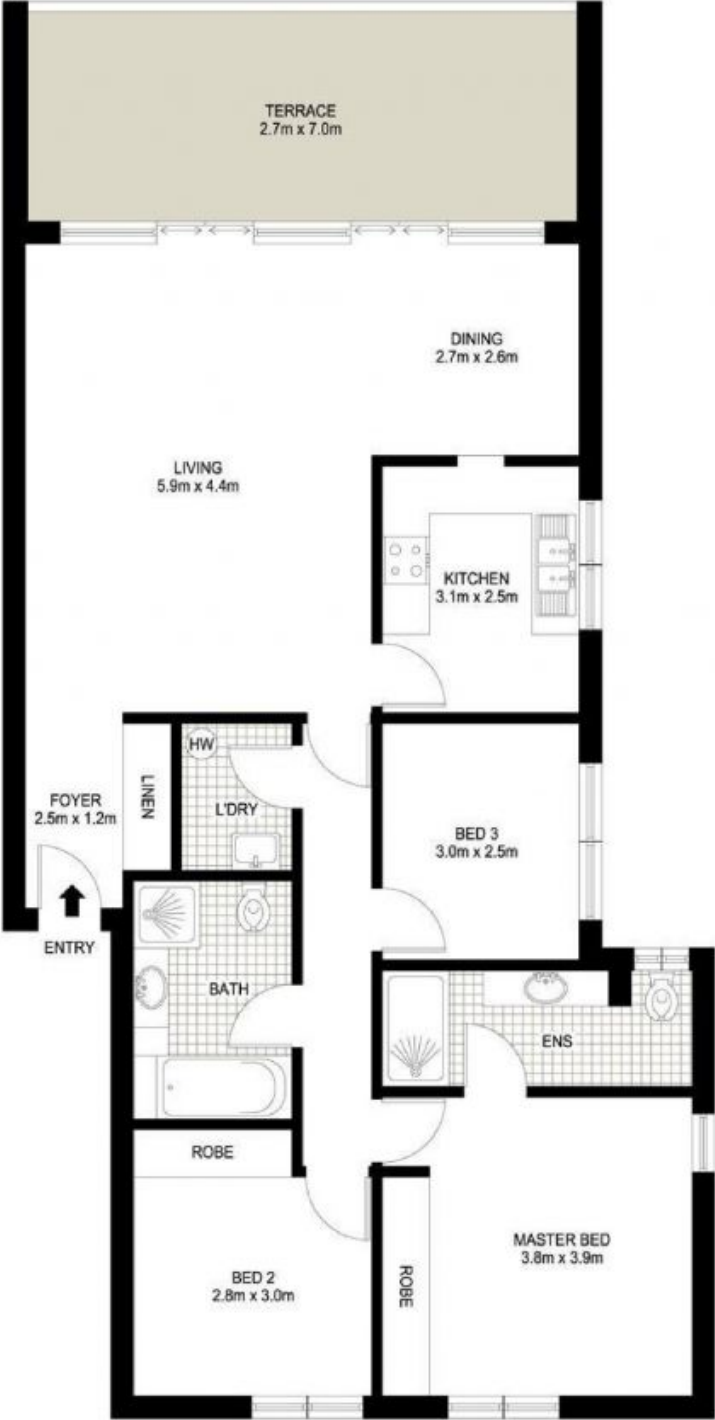 TERRACE
2.7m x 7.0m
DINING
2.7m x 2.6m
LIVING
5.9m x 4.4m
KITCHEN
3.1m x 2.5m
HW
L'DRY
LINEN
FOYER
2.5m x 1.2m
BED 3
3.0m x 2.5m
ENTRY
BATH
ENS
ROBE
MASTER BED
3.8m x 3.9m
BED 2
2.8m x 3.0m
ROBE